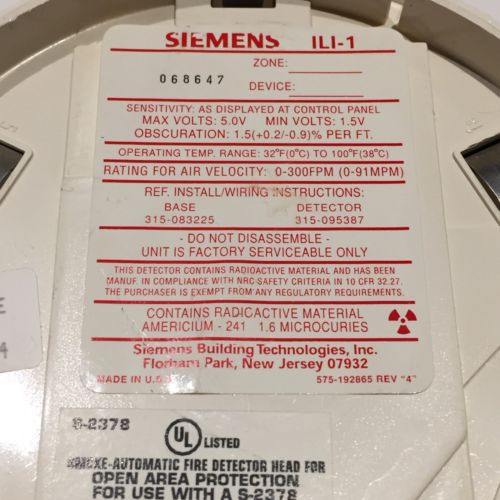 SIEMENS ILI-1
ZONE:
068647
DEVICE:
SENSITIVITY: AS DISPLAYED AT CONTROL PANEL
MAX VOLTS: 5.0V MIN VOLTS: 1.5V
OBSCURATION: 1.5(+0.2/-0.9)% PER FT.
OPERATING TEMP. RANGE: 32°F(0°C) TO 100°F(38°C)
RATING FOR AIR VELOCITY: 0-300FPM (0-91MPM)
REF. INSTALL/WIRING INSTRUCTIONS:
BASE DETECTOR
315-083225 315-095387
- DO NOT DISASSEMBLE -
UNIT IS FACTORY SERVICEABLE ONLY
THIS DETECTOR CONTAINS RADIOACTIVE MATERIAL AND HAS BEEN
MANUF. IN COMPLIANCE WITH NRC SAFETY CRITERIA IN 10 CFR 32.27.
THE PURCHASER IS EXEMPT FROM ANY REGULATORY REQUIREMENTS.
CONTAINS RADIOACTIVE MATERIAL
AMERICIUM - 241 1.6 MICROCURIES
Siemens Building Technologies, Inc.
Florham Park, New Jersey 07932
MADE IN U.S.A. 575-192865 REV "4"
E
4
S-2378
UL LISTED
SMOKE-AUTOMATIC FIRE DETECTOR HEAD FOR
OPEN AREA PROTECTION
FOR USE WITH A S-2378